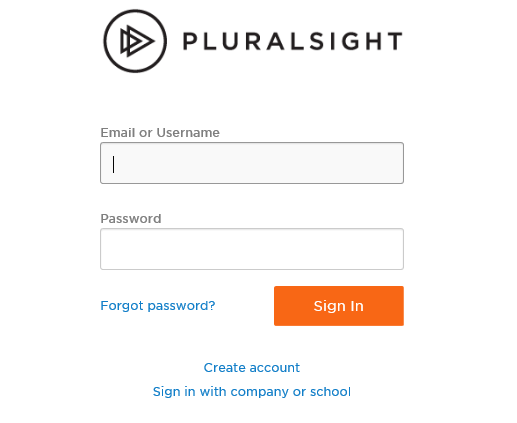 PLURALSIGHT
Email or Username
Password
Forgot password?
Sign In
Create account
Sign in with company or school